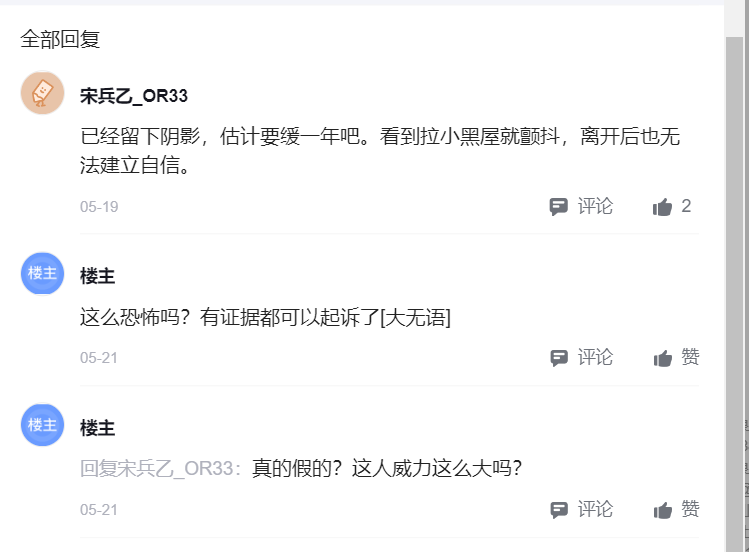 全部回复
宋兵乙_OR33
已经留下阴影，估计要缓一年吧。看到拉小黑屋就颤抖，离开后也无
法建立自信。
05-19 评论 2
楼主 楼主
这么恐怖吗？有证据都可以起诉了[大无语]
05-21 评论 赞
楼主 楼主
回复宋兵乙_OR33：真的假的？这人威力这么大吗？
05-21 评论 赞